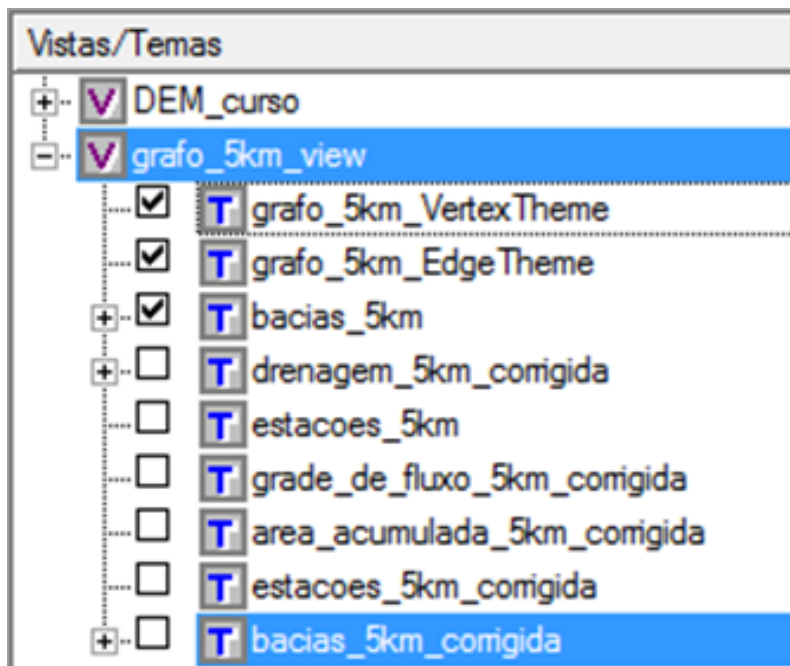 Vistas/Temas
DEM_curso
grafo_5km_view
grafo_5km_VertexTheme
grafo_5km_EdgeTheme
bacias_5km
drenagem_5km_corrigida
estacoes_5km
grade_de_fluxo_5km_corrigida
area_acumulada_5km_corrigida
estacoes_5km_corrigida
bacias_5km_corrigida